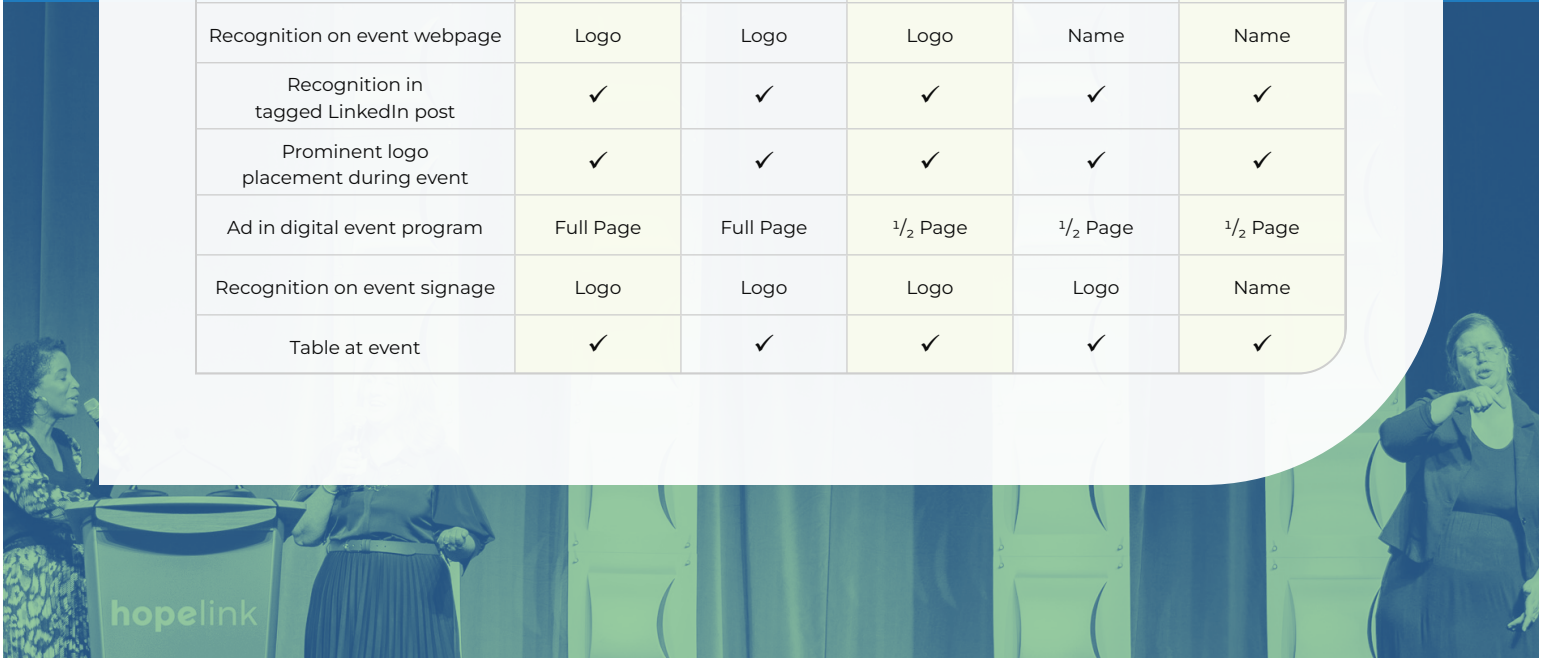 Recognition on event webpage Logo Logo Logo Name Name
Recognition in
tagged LinkedIn post ✓ ✓ ✓ ✓ ✓
Prominent logo
placement during event ✓ ✓ ✓ ✓ ✓
Ad in digital event program Full Page Full Page 1/2 Page 1/2 Page 1/2 Page
Recognition on event signage Logo Logo Logo Logo Name
Table at event ✓ ✓ ✓ ✓ ✓
hopelink